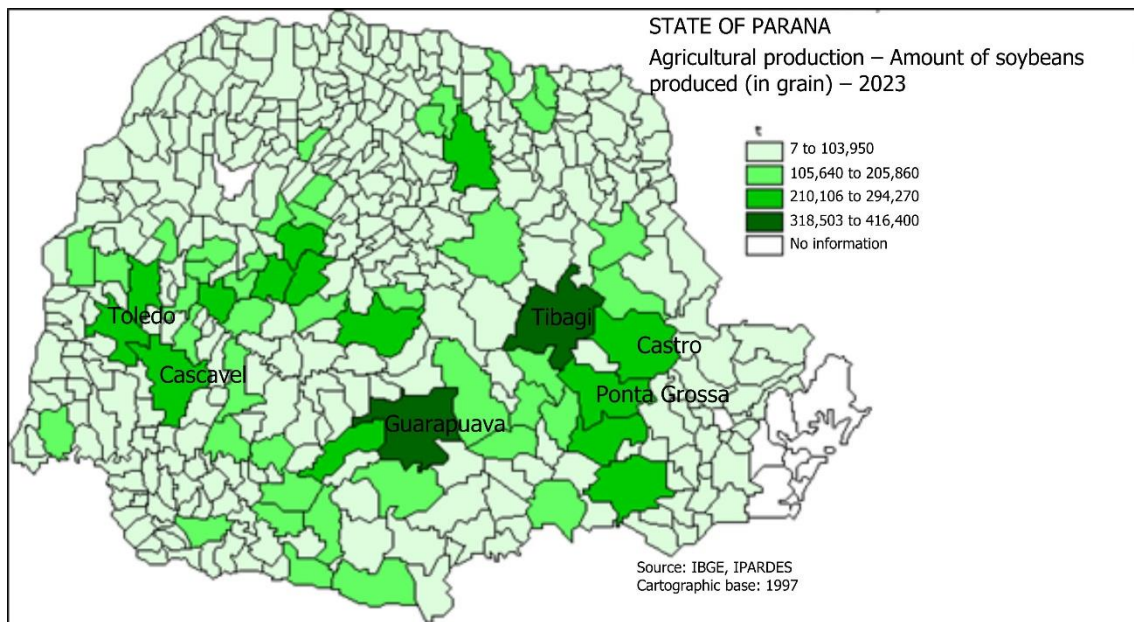 STATE OF PARANA
Agricultural production – Amount of soybeans
produced (in grain) – 2023
t
7 to 103,950
105,640 to 205,860
210,106 to 294,270
318,503 to 416,400
No information
Toledo
Tibagi
Castro
Cascavel
Ponta Grossa
Guarapuava
Source: IBGE, IPARDES
Cartographic base: 1997